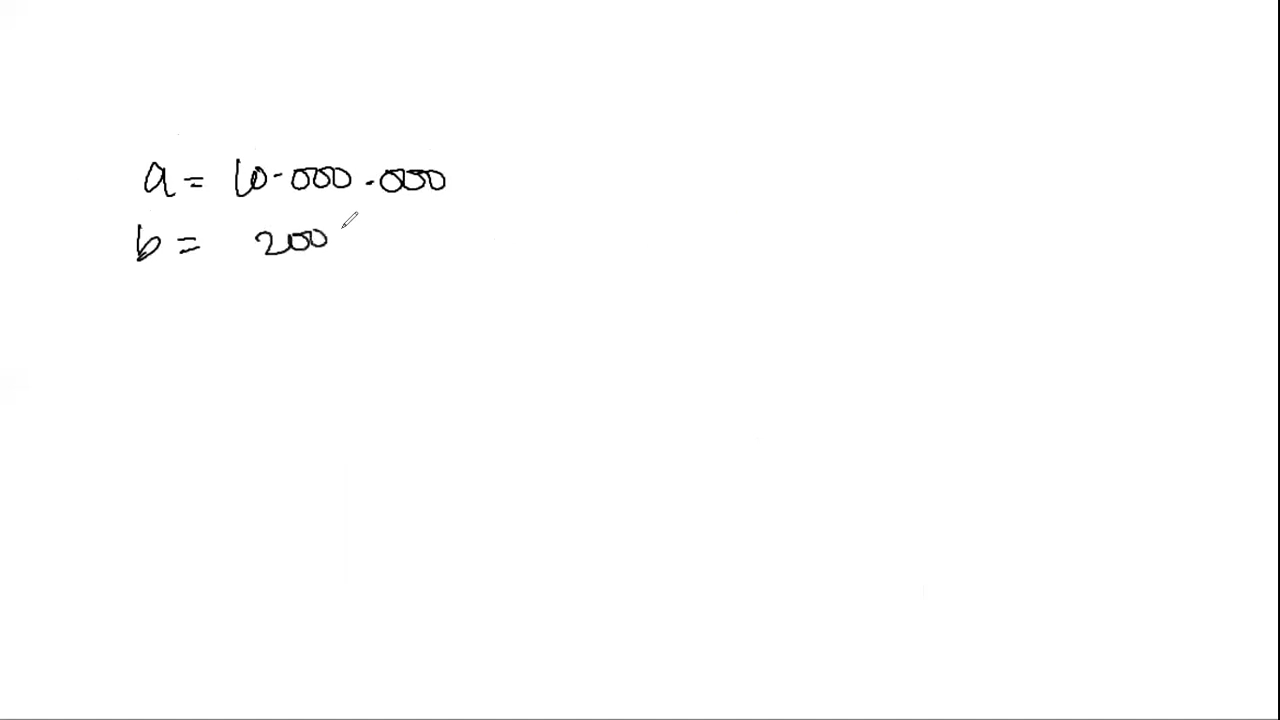 a = 10.000.000
b = 200